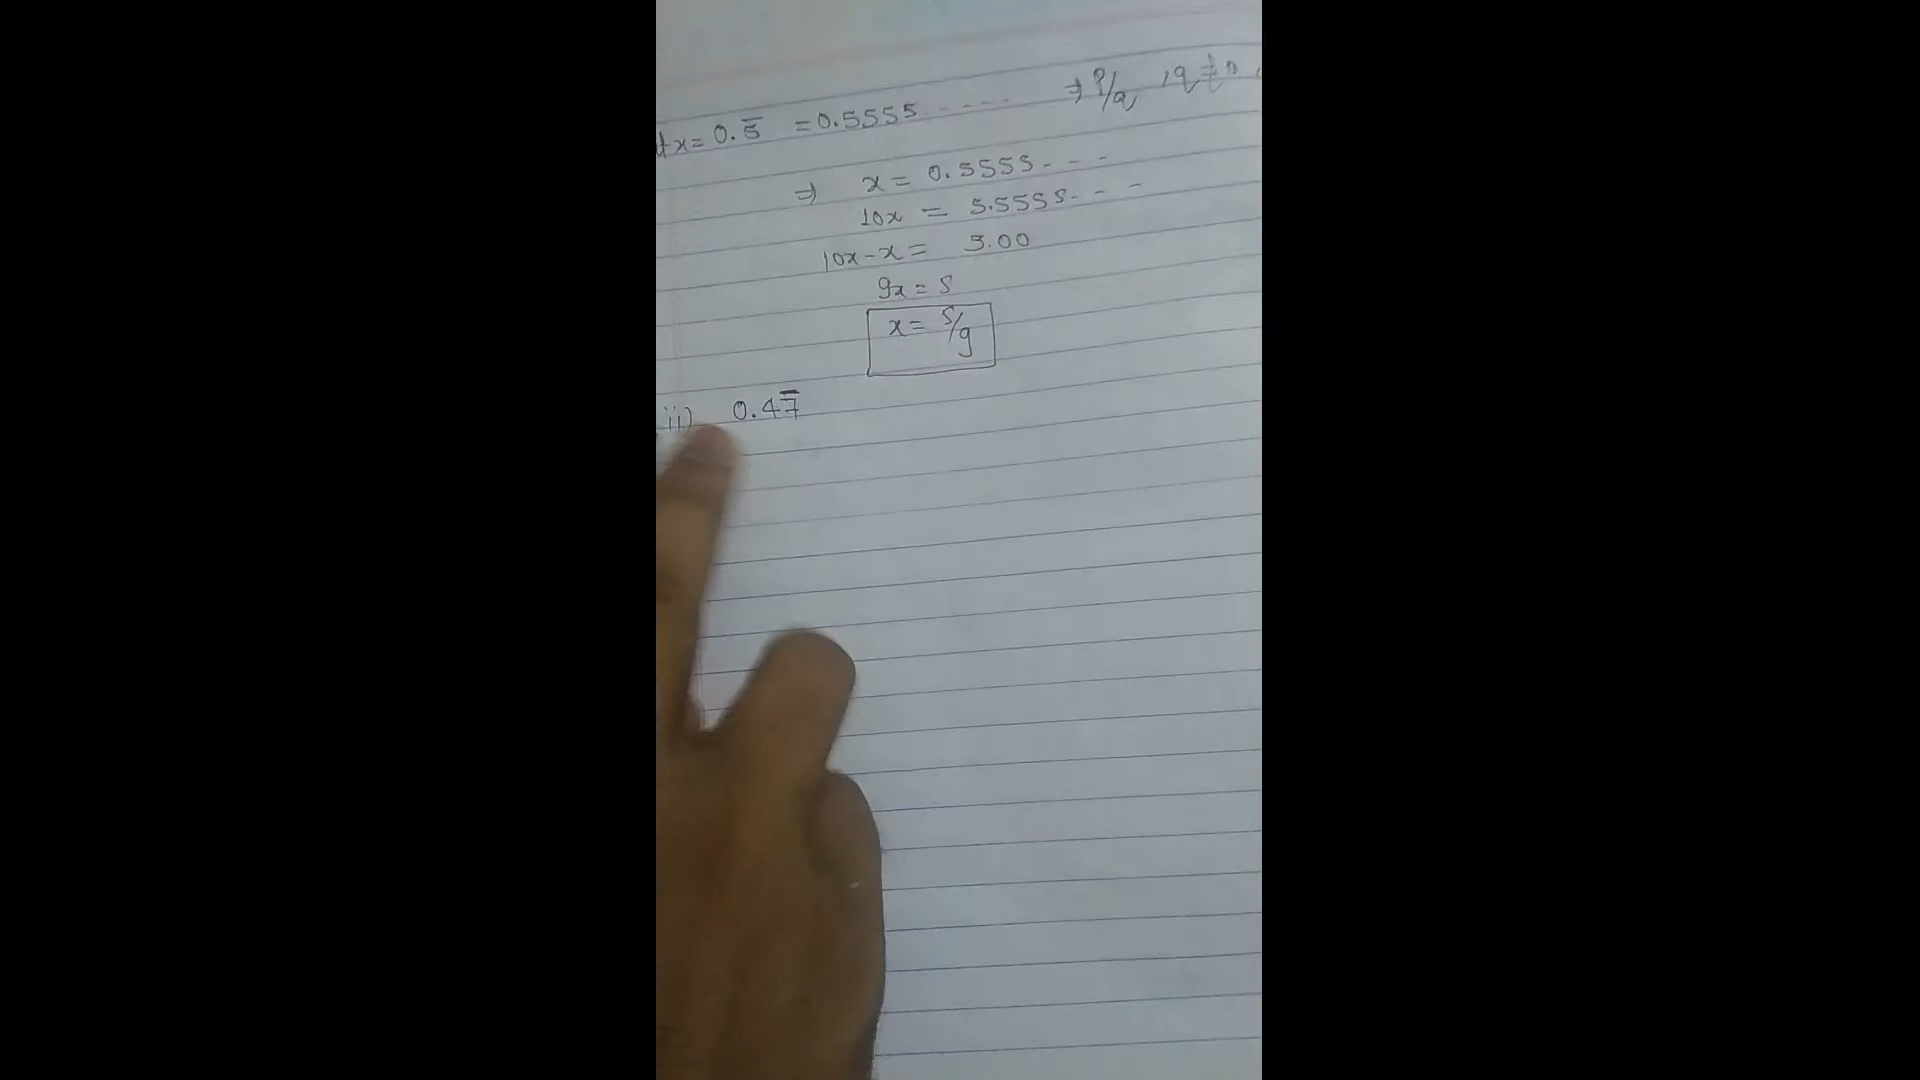 x = 0.5̅ = 0.5555..... ⇒ P/q, q ≠ 0
⇒ x = 0.5555---
10x = 5.5555---
10x-x = 5.00
9x = 5
x = 5/9
ii) 0.47̅